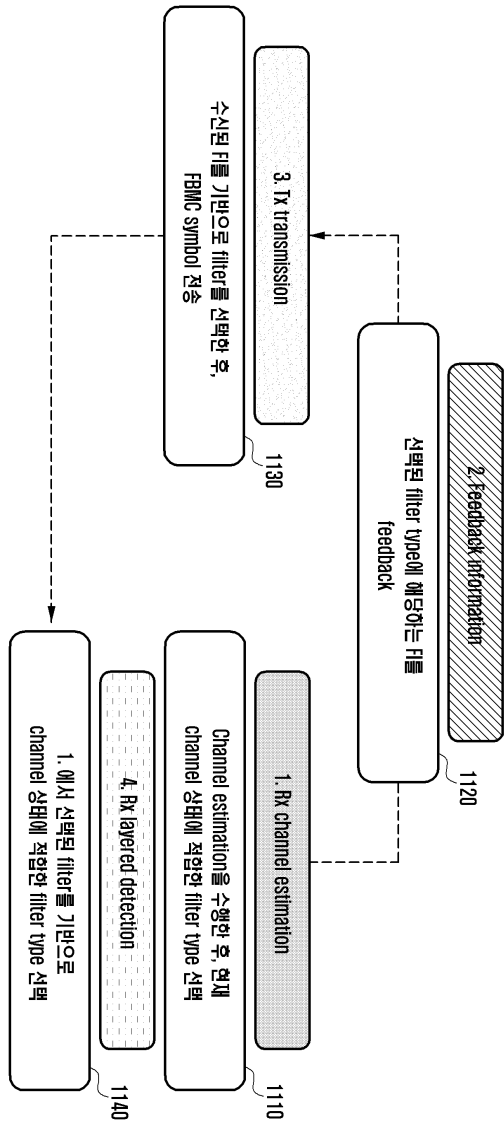 2. Feedback information
선택된 filter type에 해당하는 FI를
feedback
1120
3. Tx transmission
수신된 FI를 기반으로 filter를 선택한 후,
FBMC symbol 전송
1130
1. Rx channel estimation
Channel estimation을 수행한 후, 현재
channel 상태에 적합한 filter type 선택
1110
4. Rx layered detection
1. 에서 선택된 filter를 기반으로
channel 상태에 적합한 filter type 선택
1140